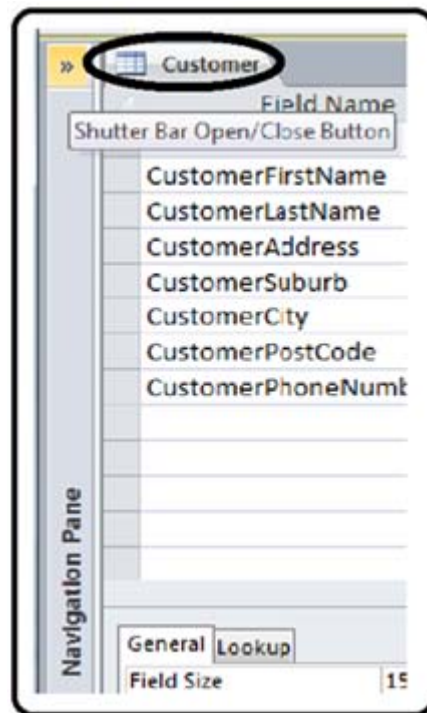 » Customer
Field Name
Shutter Bar Open/Close Button
CustomerFirstName
CustomerLastName
CustomerAddress
CustomerSuburb
CustomerCity
CustomerPostCode
CustomerPhoneNumb
Navigation Pane
General Lookup
Field Size 15